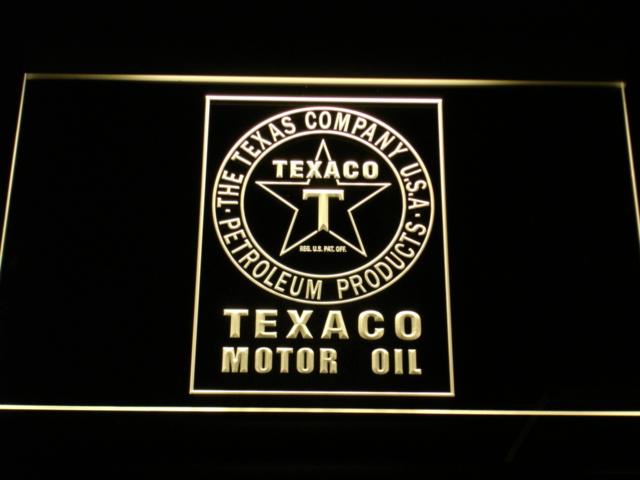 THE TEXAS COMPANY U.S.A.
TEXACO
T
REG. U.S. PAT. OFF.
PETROLEUM PRODUCTS
TEXACO
MOTOR OIL